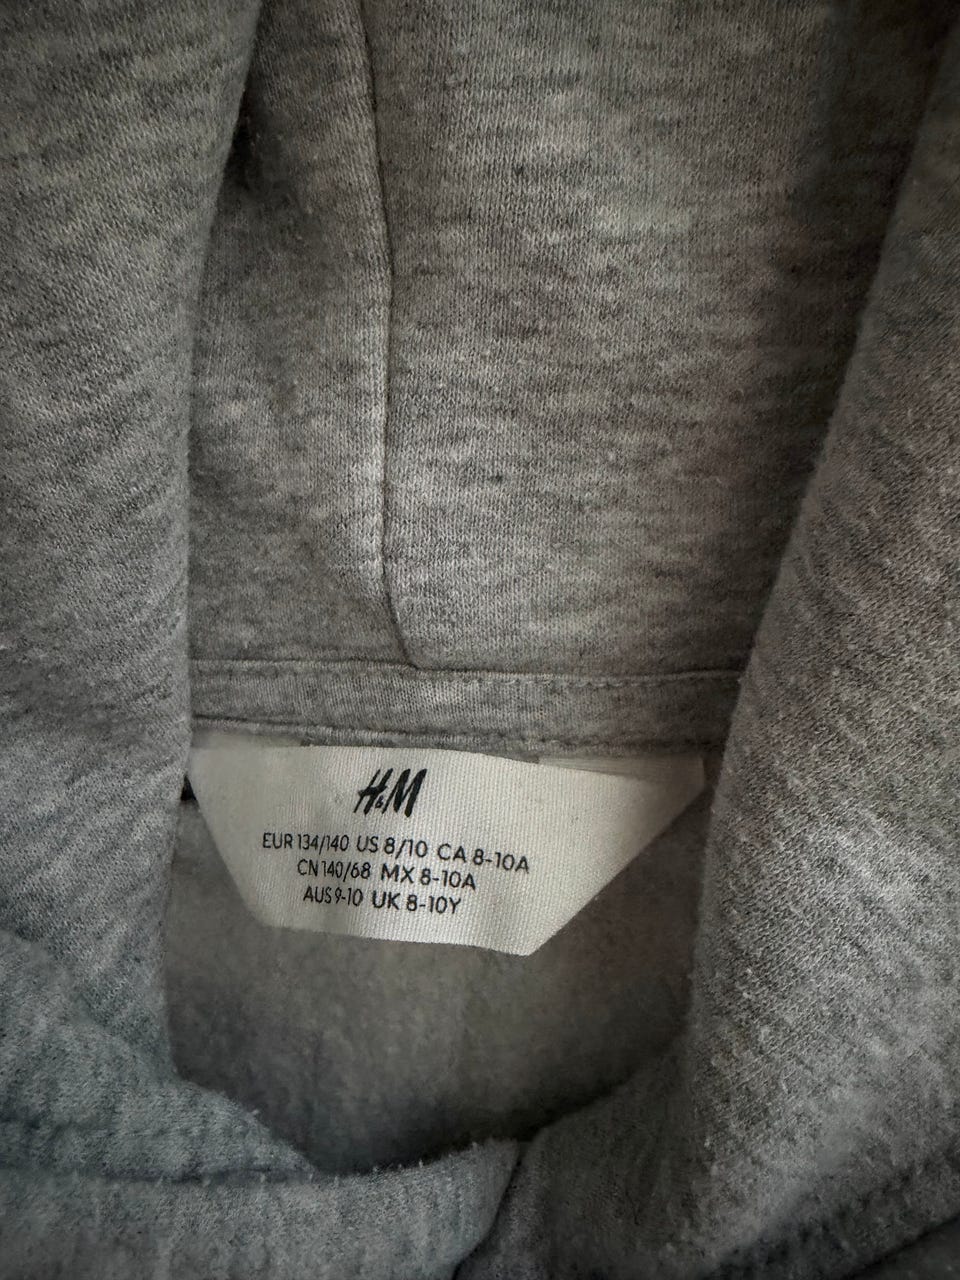 H&M
EUR 134/140 US 8/10 CA 8-10A
CN 140/68 MX 8-10A
AUS 9-10 UK 8-10Y